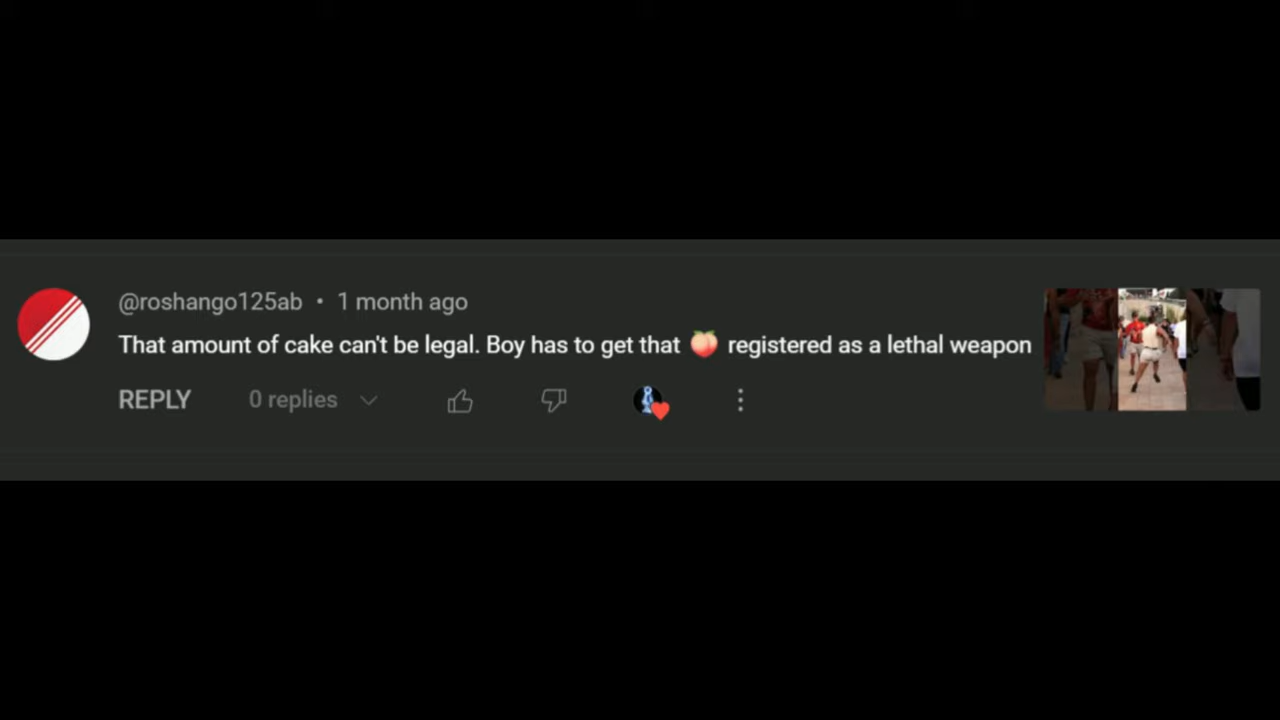 @roshango125ab • 1 month ago
That amount of cake can't be legal. Boy has to get that 🍑 registered as a lethal weapon
REPLY 0 replies